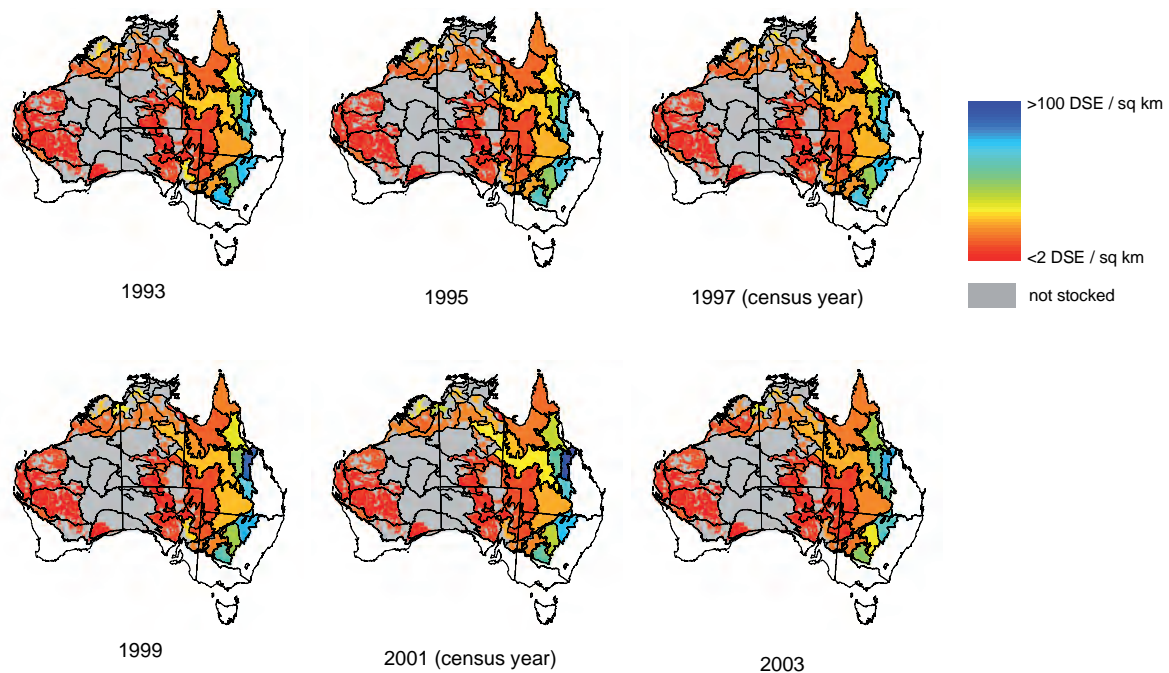 1993
1995
1997 (census year)
>100 DSE / sq km
<2 DSE / sq km
not stocked
1999
2001 (census year)
2003